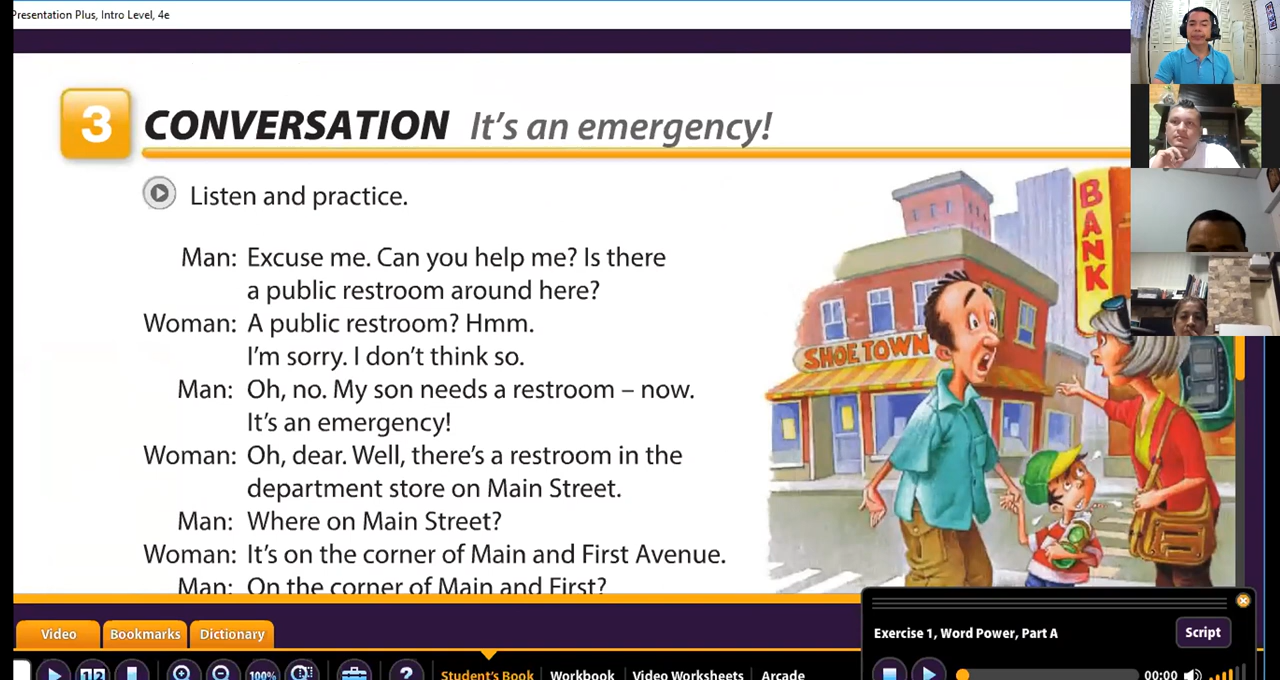 Presentation Plus, Intro Level, 4e
3 CONVERSATION It's an emergency!
Listen and practice.
Man: Excuse me. Can you help me? Is there
a public restroom around here?
Woman: A public restroom? Hmm.
I'm sorry. I don't think so.
Man: Oh, no. My son needs a restroom – now.
It's an emergency!
Woman: Oh, dear. Well, there's a restroom in the
department store on Main Street.
Man: Where on Main Street?
Woman: It's on the corner of Main and First Avenue.
Man: On the corner of Main and First?
BANK
SHOE TOWN
Video Bookmarks Dictionary
Exercise 1, Word Power, Part A
Script
1 2
100%
?
Student's Book Workbook Video Worksheets Arcade
00:00